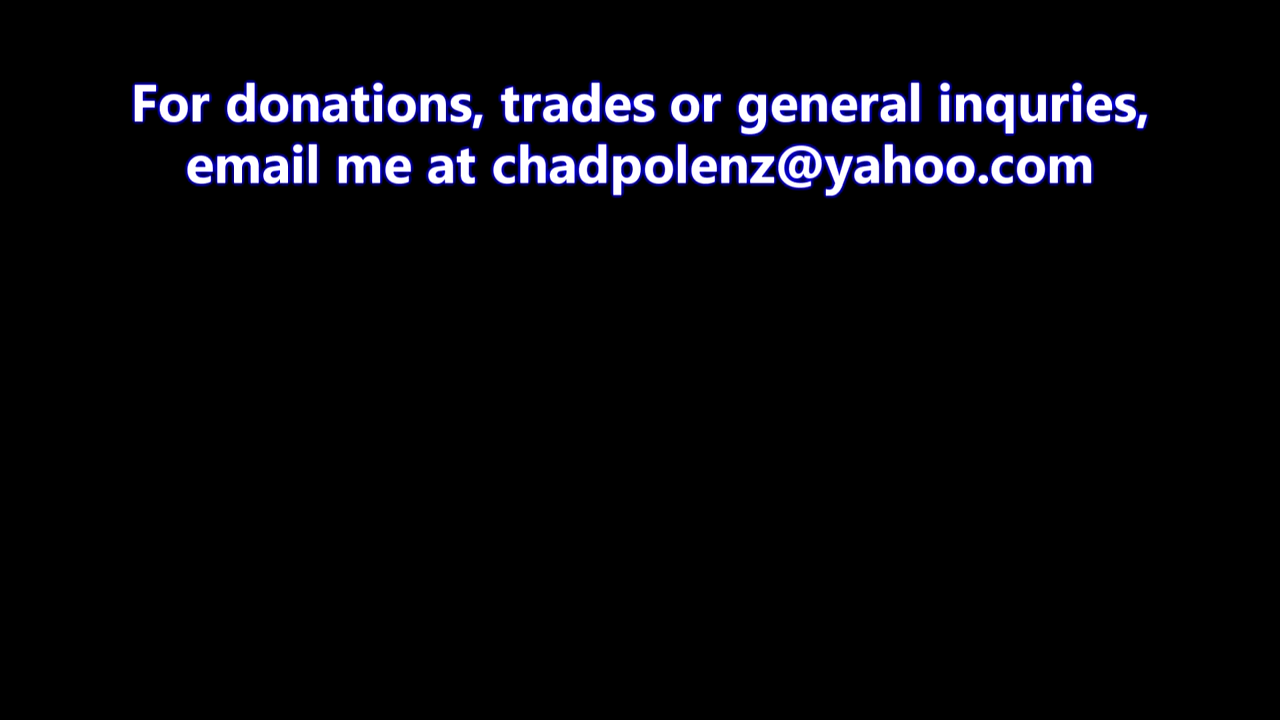 For donations, trades or general inquries,
email me at chadpolenz@yahoo.com